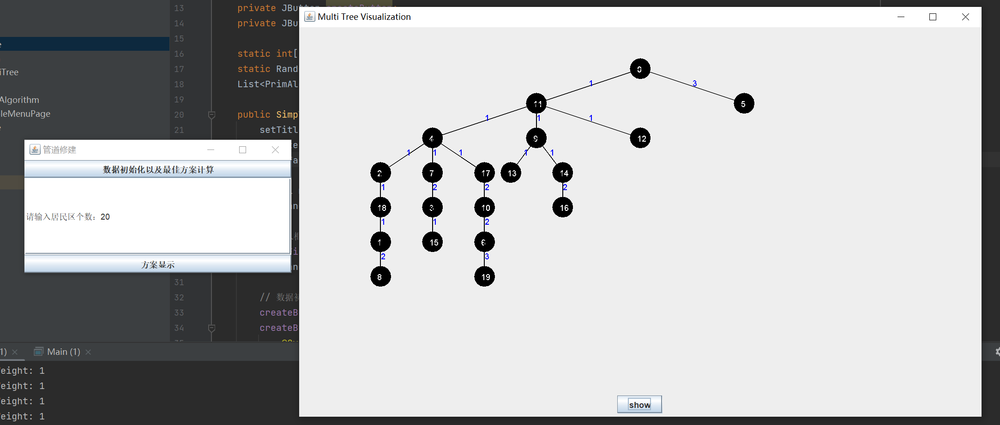 13 private JButton createButton;
14 private JBu
15
16 static int[
17 static Rand
18 List<PrimAl
19
20 public Simp
21 setTitl
31
32 // 数据初
33 createB
34 createB
iTree
Algorithm
leMenuPage
管道修建
数据初始化以及最佳方案计算
请输入居民区个数：20
方案显示
Multi Tree Visualization
0
1 3
11 5
1 1 1
4 9 12
1 1 1 1 1
2 7 17 13 14
1 2 2 2
18 3 10 16
1 1 2
1 15 6
2 3
8 19
show
1) Main (1)
eight: 1
eight: 1
eight: 1
eight: 1